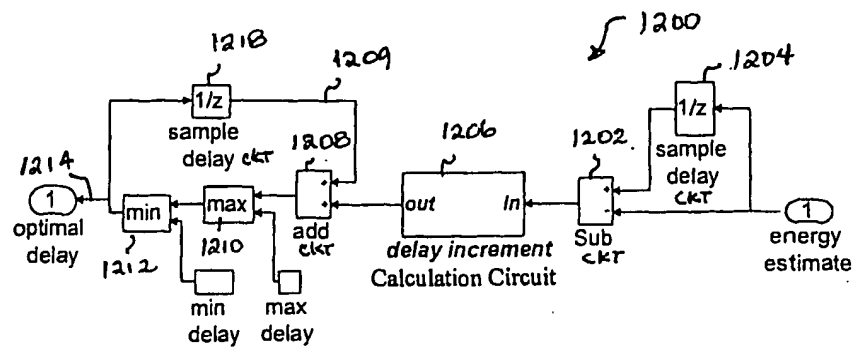 1200
1218
1209
1204
1/z
1/z
sample
delay CKT
1208
1206
1202.
sample
delay
CKT
1214
+
+
+
-
1
min
max
out
In
1
optimal
delay
1212
1210
add
CKT
delay increment
Calculation Circuit
Sub
CKT
energy
estimate
min
delay
max
delay